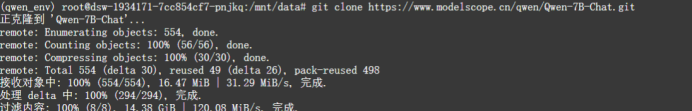 (qwen_env) root@dsw-1934171-7cc854cf7-pnjkq:/mnt/data# git clone https://www.modelscope.cn/qwen/Qwen-7B-Chat.git
正克隆到 'Qwen-7B-Chat'...
remote: Enumerating objects: 554, done.
remote: Counting objects: 100% (56/56), done.
remote: Compressing objects: 100% (30/30), done.
remote: Total 554 (delta 30), reused 49 (delta 26), pack-reused 498
接收对象中: 100% (554/554), 16.47 MiB | 31.29 MiB/s, 完成.
处理 delta 中: 100% (294/294), 完成.
过滤内容: 100% (8/8), 14.38 GiB | 120.08 MiB/s, 完成.